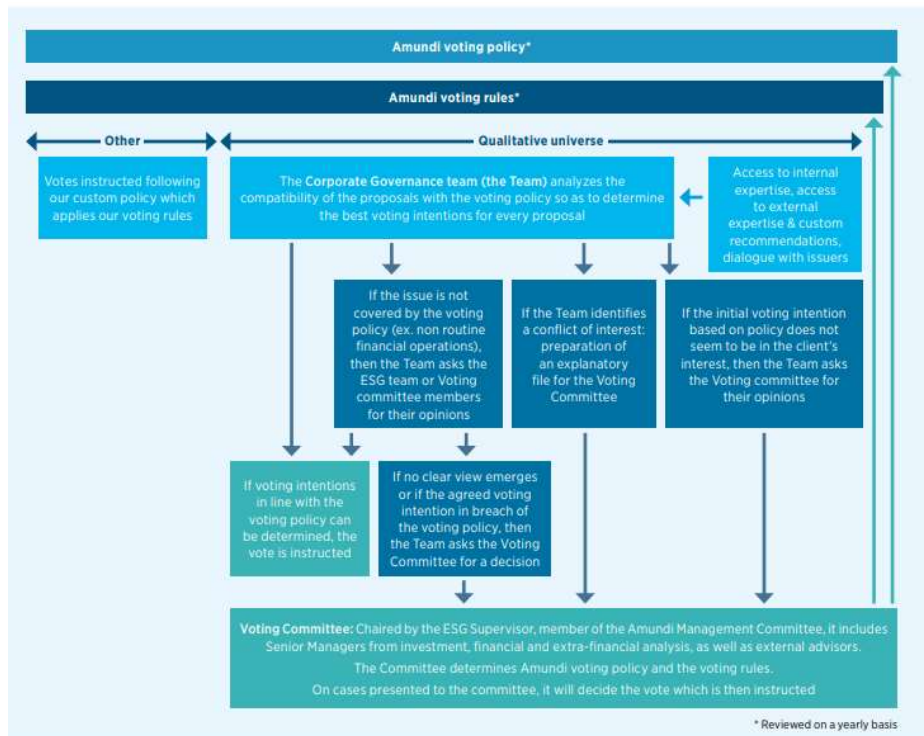 Amundi voting policy*
Amundi voting rules*
Other
Qualitative universe
Votes instructed following
our custom policy which
applies our voting rules
The Corporate Governance team (the Team) analyzes the
compatibility of the proposals with the voting policy so as to determine
the best voting intentions for every proposal
Access to internal
expertise, access
to external
expertise & custom
recommendations,
dialogue with issuers
If the issue is not
covered by the voting
policy (ex. non routine
financial operations),
then the Team asks the
ESG team or Voting
committee members
for their opinions
If the Team identifies
a conflict of interest:
preparation of
an explanatory
file for the Voting
Committee
If the initial voting intention
based on policy does not
seem to be in the client's
interest, then the Team asks
the Voting committee for
their opinions
If voting intentions
in line with the
voting policy can
be determined, the
vote is instructed
If no clear view emerges
or if the agreed voting
intention in breach of
the voting policy, then
the Team asks the Voting
Committee for a decision
Voting Committee: Chaired by the ESG Supervisor, member of the Amundi Management Committee, it includes
Senior Managers from investment, financial and extra-financial analysis, as well as external advisors.
The Committee determines Amundi voting policy and the voting rules.
On cases presented to the committee, it will decide the vote which is then instructed
* Reviewed on a yearly basis